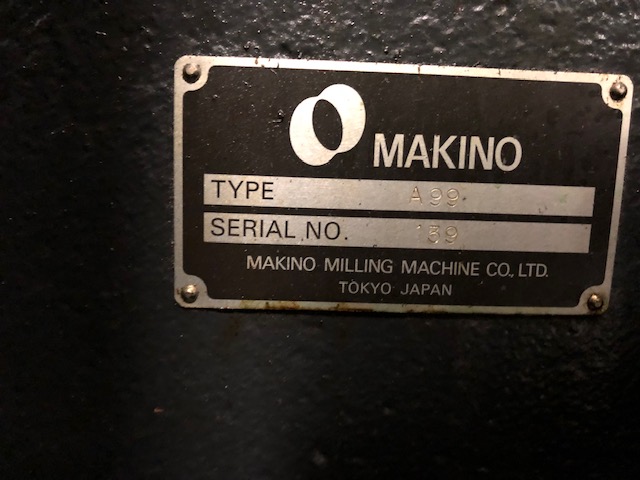 MAKINO
TYPE A99
SERIAL NO. 139
MAKINO MILLING MACHINE CO., LTD.
TOKYO JAPAN